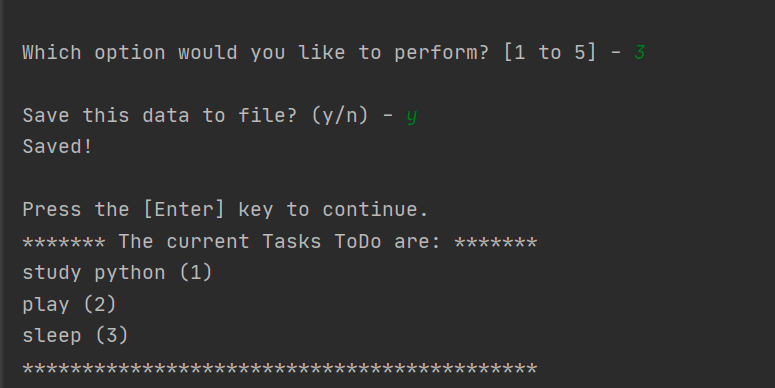 Which option would you like to perform? [1 to 5] - 3
Save this data to file? (y/n) - y
Saved!
Press the [Enter] key to continue.
******* The current Tasks ToDo are: *******
study python (1)
play (2)
sleep (3)
*******************************************